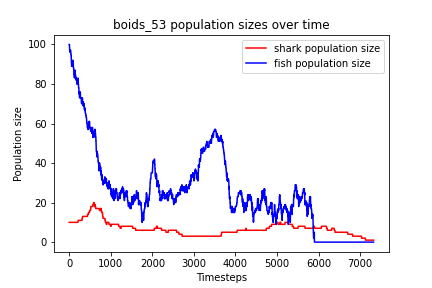 boids_53 population sizes over time
shark population size
fish population size
100
80
60
40
20
0
Population size
0
1000
2000
3000
4000
5000
6000
7000
Timesteps